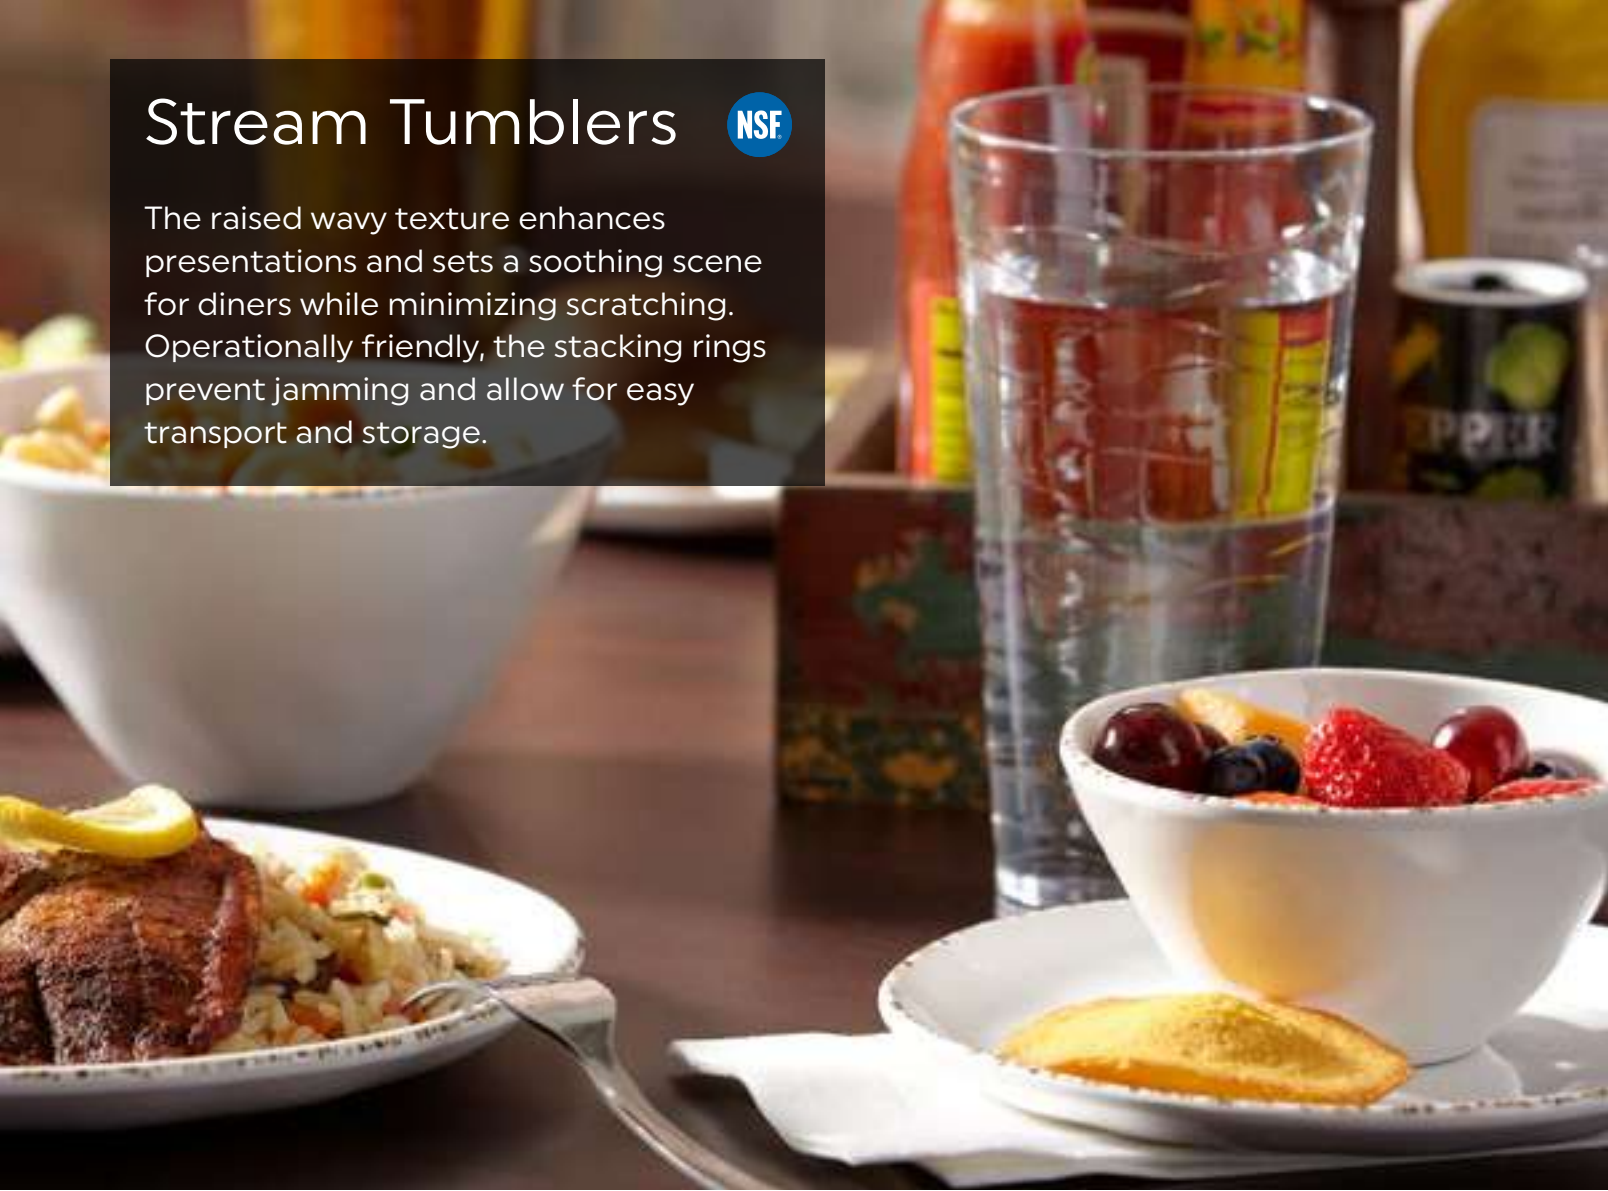 Stream Tumblers
NSF
The raised wavy texture enhances
presentations and sets a soothing scene
for diners while minimizing scratching.
Operationally friendly, the stacking rings
prevent jamming and allow for easy
transport and storage.
PEPPER